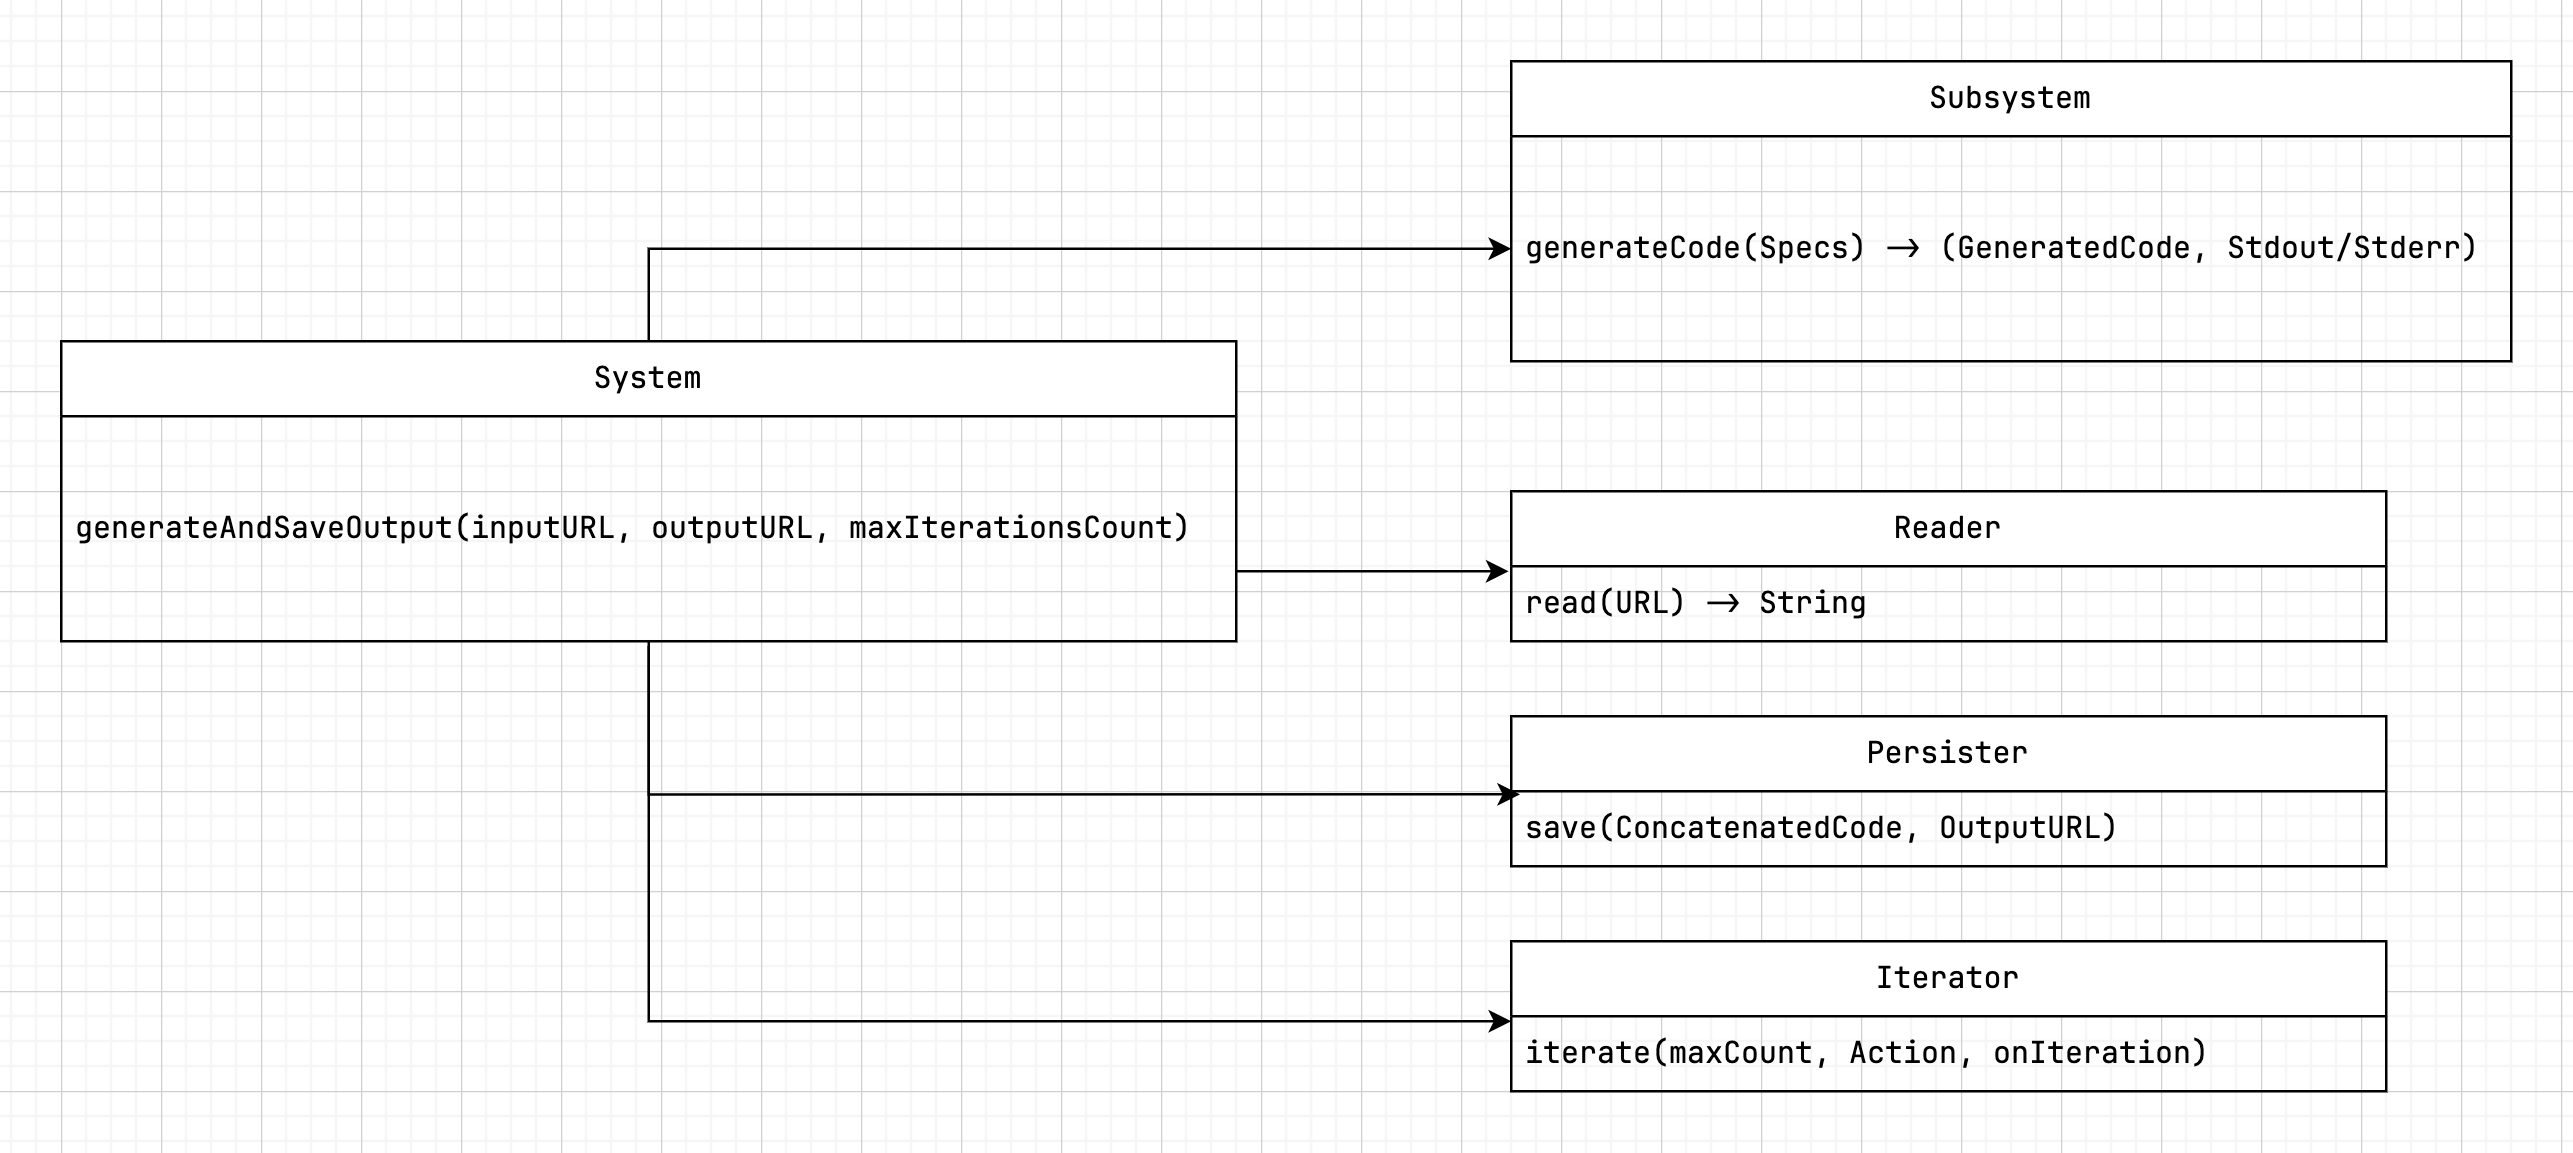 Subsystem
generateCode(Specs) -> (GeneratedCode, Stdout/Stderr)
System
generateAndSaveOutput(inputURL, outputURL, maxIterationsCount)
Reader
read(URL) -> String
Persister
save(ConcatenatedCode, OutputURL)
Iterator
iterate(maxCount, Action, onIteration)